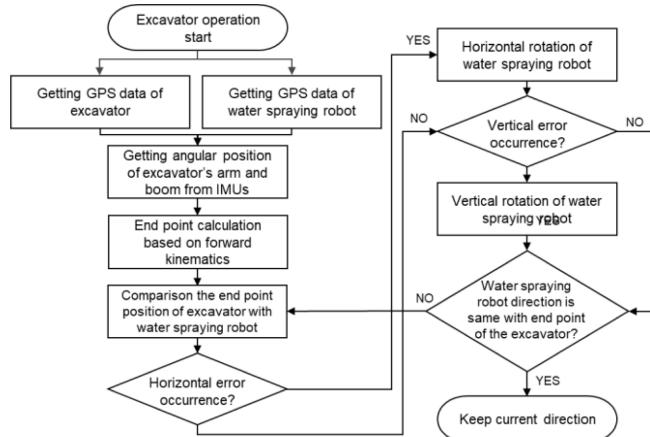 Excavator operation
start
Getting GPS data of
excavator
Getting GPS data of
water spraying robot
Getting angular position
of excavator's arm and
boom from IMUs
End point calculation
based on forward
kinematics
Comparison the end point
position of excavator with
water spraying robot
Horizontal error
occurrence?
YES
NO
Horizontal rotation of
water spraying robot
Vertical error
occurrence?
NO
YES
Vertical rotation of water
spraying robot
Water spraying
robot direction is
same with end point
of the excavator?
NO
YES
Keep current direction